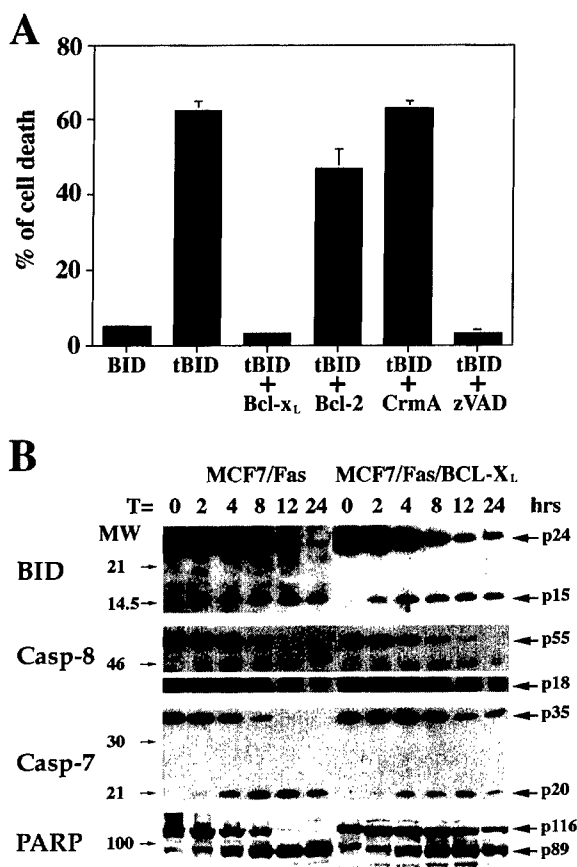 A
80
60
40
20
0
% of cell death
BID tBID tBID tBID tBID tBID
+ + + +
Bcl-xL Bcl-2 CrmA zVAD
B
MCF7/Fas MCF7/Fas/BCL-XL
T= 0 2 4 8 12 24 0 2 4 8 12 24 hrs
MW
p24
BID 21
14.5 p15
p55
Casp-8
46
p18
p35
30
Casp-7
21 p20
p116
PARP 100
p89